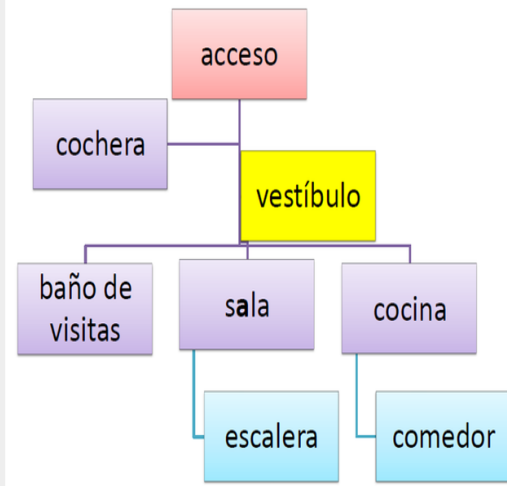 acceso
cochera
vestíbulo
baño de
visitas
sala
cocina
escalera
comedor